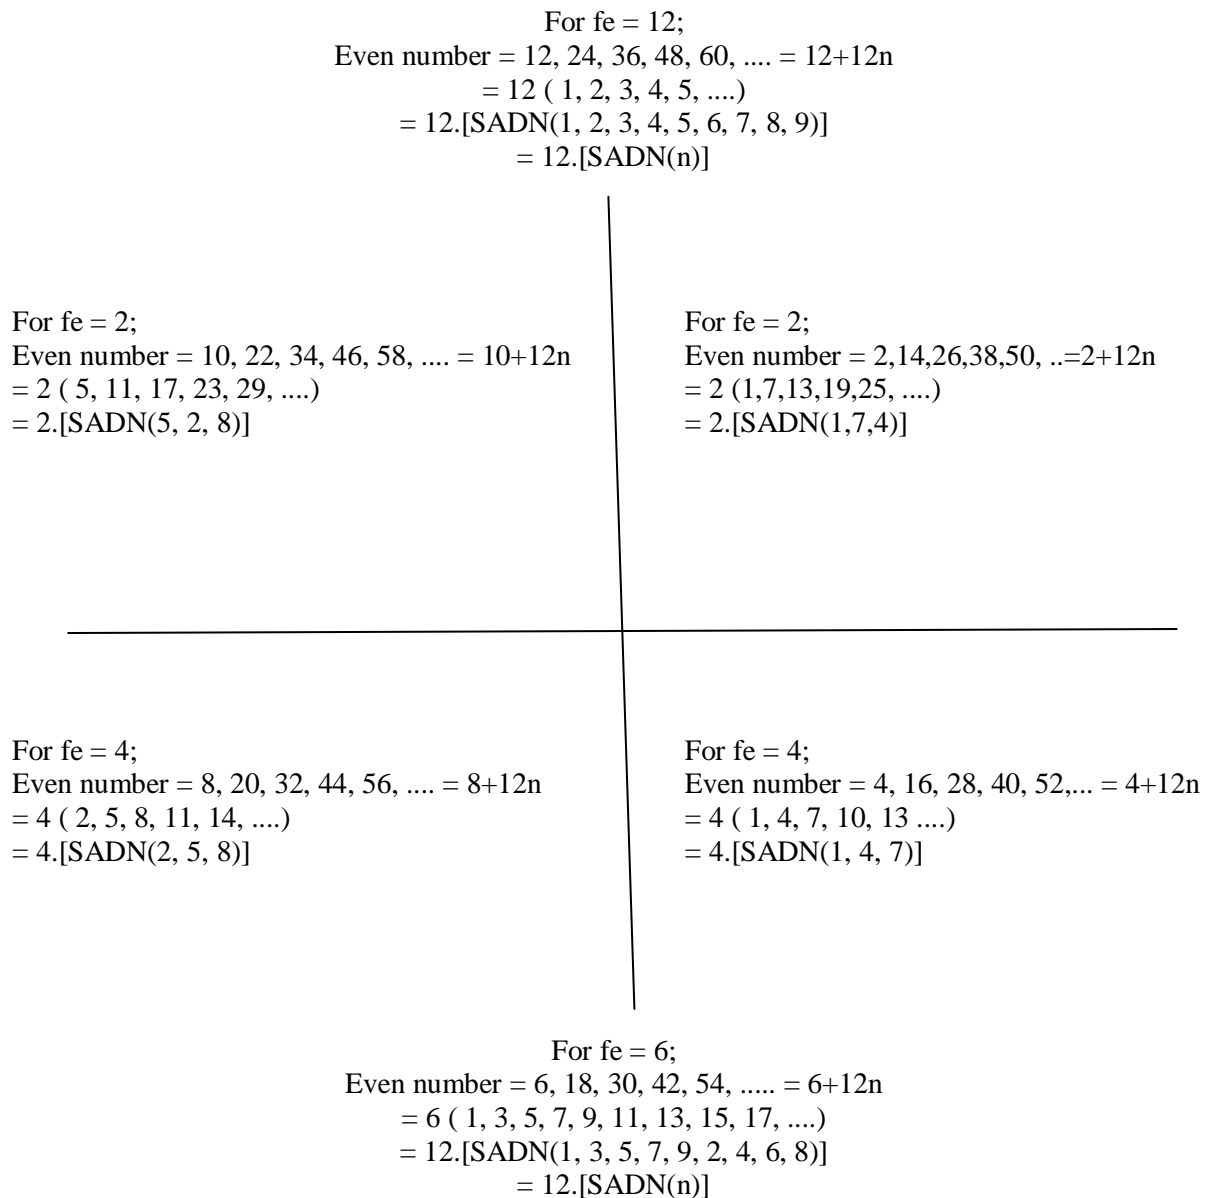 For fe = 12;
Even number = 12, 24, 36, 48, 60, .... = 12+12n
= 12 ( 1, 2, 3, 4, 5, ....)
= 12.[SADN(1, 2, 3, 4, 5, 6, 7, 8, 9)]
= 12.[SADN(n)]
For fe = 2;
Even number = 10, 22, 34, 46, 58, .... = 10+12n
= 2 ( 5, 11, 17, 23, 29, ....)
= 2.[SADN(5, 2, 8)]
For fe = 2;
Even number = 2,14,26,38,50, ..=2+12n
= 2 (1,7,13,19,25, ....)
= 2.[SADN(1,7,4)]
For fe = 4;
Even number = 8, 20, 32, 44, 56, .... = 8+12n
= 4 ( 2, 5, 8, 11, 14, ....)
= 4.[SADN(2, 5, 8)]
For fe = 4;
Even number = 4, 16, 28, 40, 52,... = 4+12n
= 4 ( 1, 4, 7, 10, 13 ....)
= 4.[SADN(1, 4, 7)]
For fe = 6;
Even number = 6, 18, 30, 42, 54, ..... = 6+12n
= 6 ( 1, 3, 5, 7, 9, 11, 13, 15, 17, ....)
= 12.[SADN(1, 3, 5, 7, 9, 2, 4, 6, 8)]
= 12.[SADN(n)]